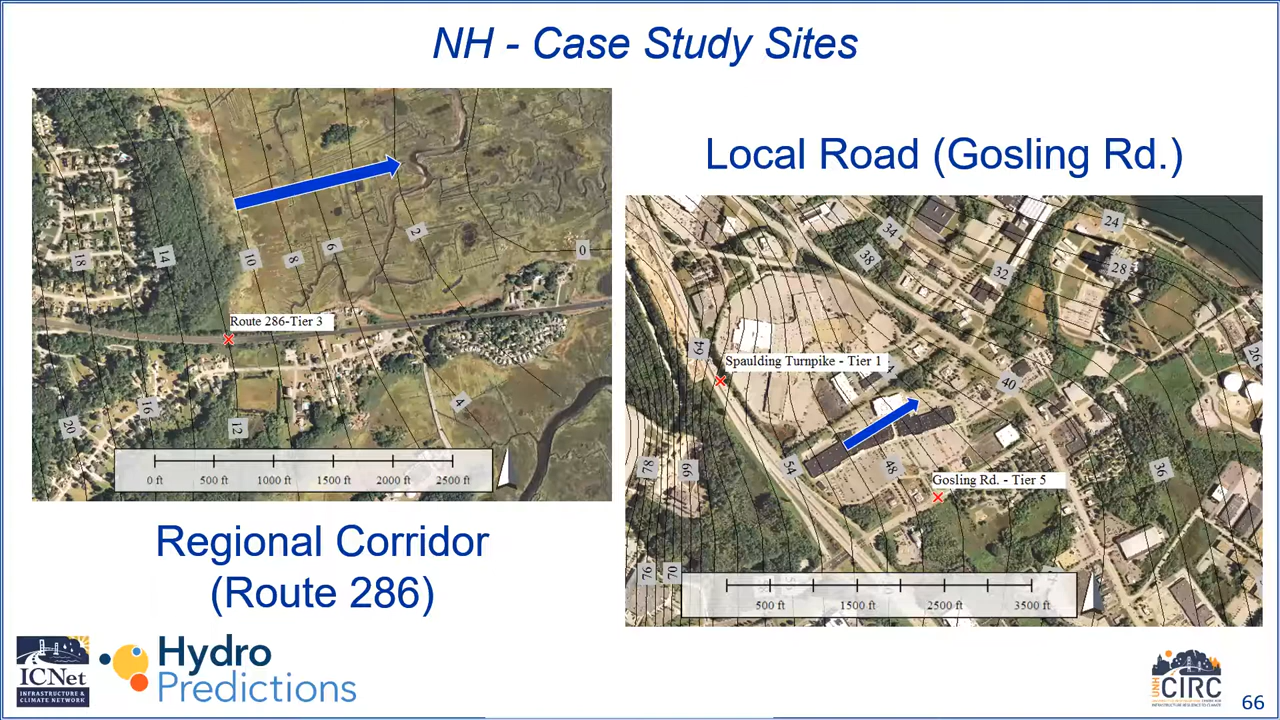 NH - Case Study Sites
18
14
10
8
6
2
0
Route 286-Tier 3
20
16
12
4
0 ft 500 ft 1000 ft 1500 ft 2000 ft 2500 ft
Regional Corridor
(Route 286)
Local Road (Gosling Rd.)
34
38
32
24
28
26
64
Spaulding Turnpike - Tier 1
40
78
66
54
48
36
Gosling Rd. - Tier 5
76
70
500 ft 1500 ft 2500 ft 3500 ft
ICNet
INFRASTRUCTURE &
CLIMATE NETWORK
Hydro
Predictions
UNH
CIRC
66